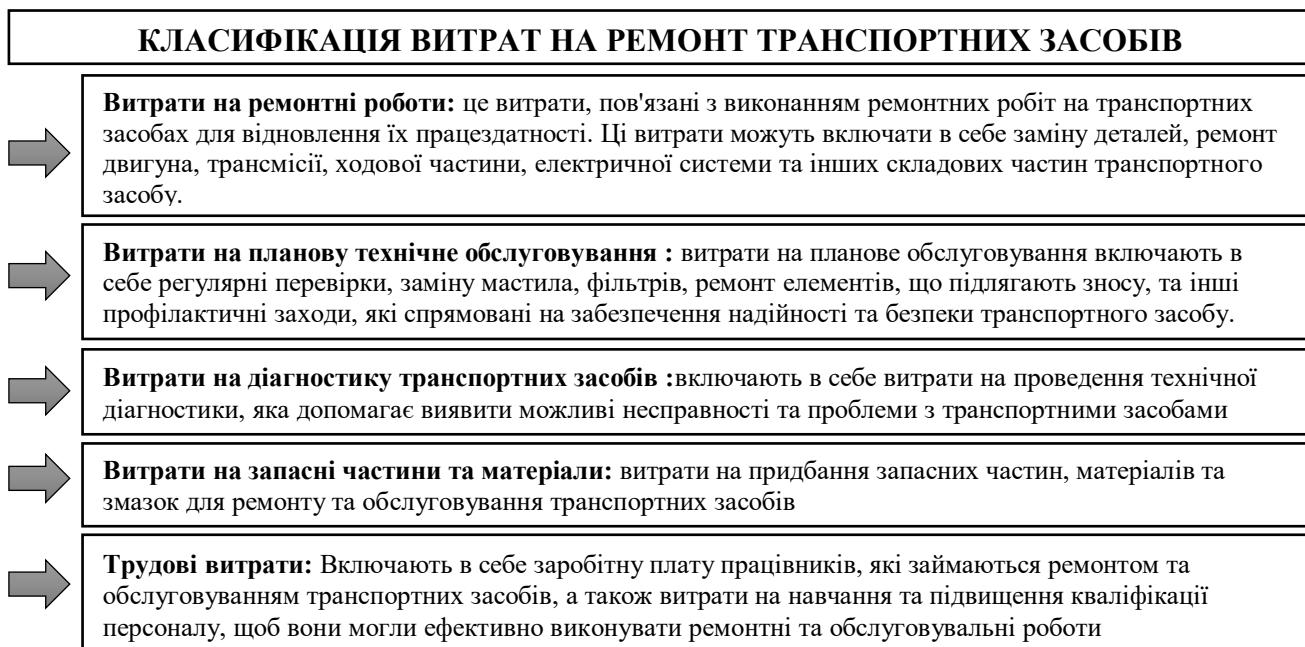 КЛАСИФІКАЦІЯ ВИТРАТ НА РЕМОНТ ТРАНСПОРТНИХ ЗАСОБІВ
Витрати на ремонтні роботи: це витрати, пов'язані з виконанням ремонтних робіт на транспортних
засобах для відновлення їх працездатності. Ці витрати можуть включати в себе заміну деталей, ремонт
двигуна, трансмісії, ходової частини, електричної системи та інших складових частин транспортного
засобу.
Витрати на планову технічне обслуговування : витрати на планове обслуговування включають в
себе регулярні перевірки, заміну мастила, фільтрів, ремонт елементів, що підлягають зносу, та інші
профілактичні заходи, які спрямовані на забезпечення надійності та безпеки транспортного засобу.
Витрати на діагностику транспортних засобів :включають в себе витрати на проведення технічної
діагностики, яка допомагає виявити можливі несправності та проблеми з транспортними засобами
Витрати на запасні частини та матеріали: витрати на придбання запасних частин, матеріалів та
змазок для ремонту та обслуговування транспортних засобів
Трудові витрати: Включають в себе заробітну плату працівників, які займаються ремонтом та
обслуговуванням транспортних засобів, а також витрати на навчання та підвищення кваліфікації
персоналу, щоб вони могли ефективно виконувати ремонтні та обслуговувальні роботи